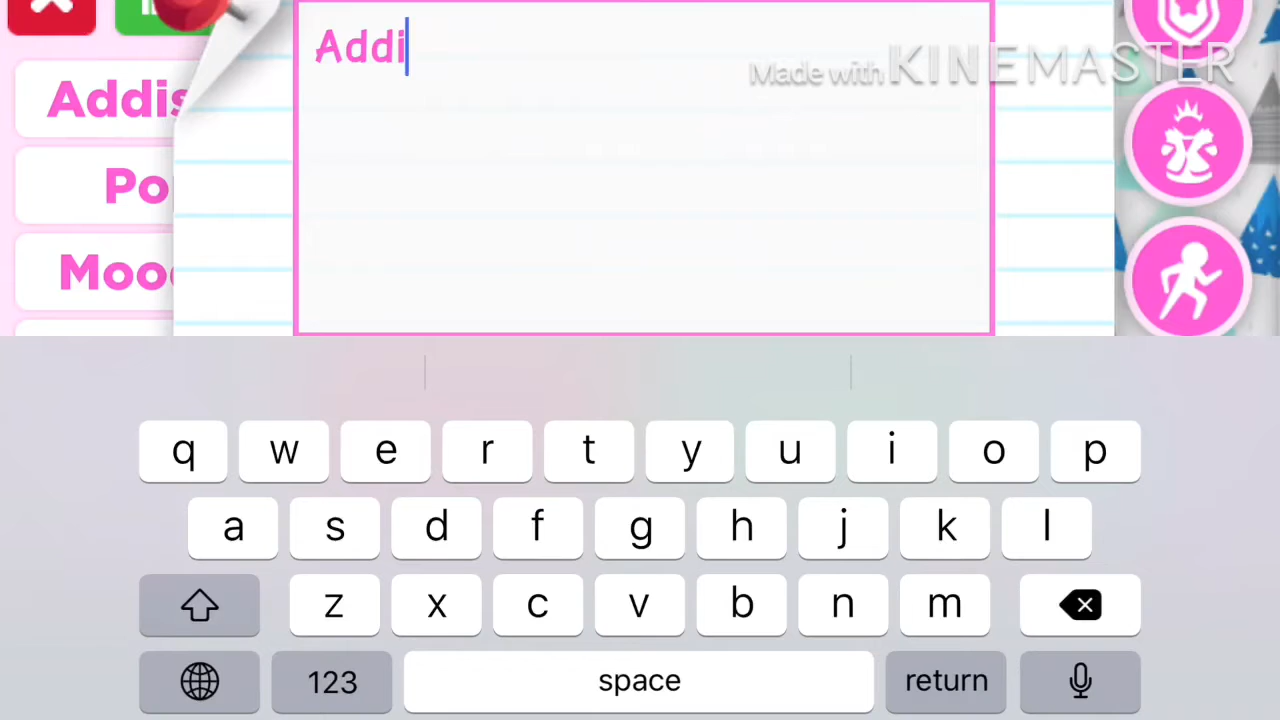 Addi
Made with KINEMASTER
Addis
Po
Moo
q w e r t y u i o p
a s d f g h j k l
z x c v b n m
123 space return